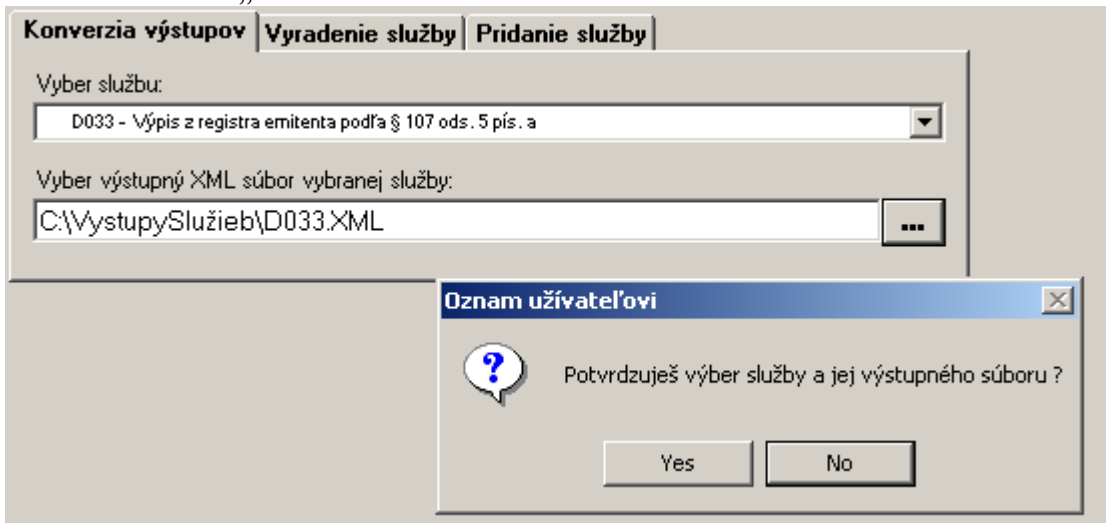 Konverzia výstupov Vyradenie služby Pridanie služby
Vyber službu:
D033 - Výpis z registra emitenta podľa § 107 ods. 5 pís. a
Vyber výstupný XML súbor vybranej služby:
C:\VystupySlužieb\D033.XML ...
Oznam užívateľovi
Potvrdzuješ výber služby a jej výstupného súboru ?
Yes No